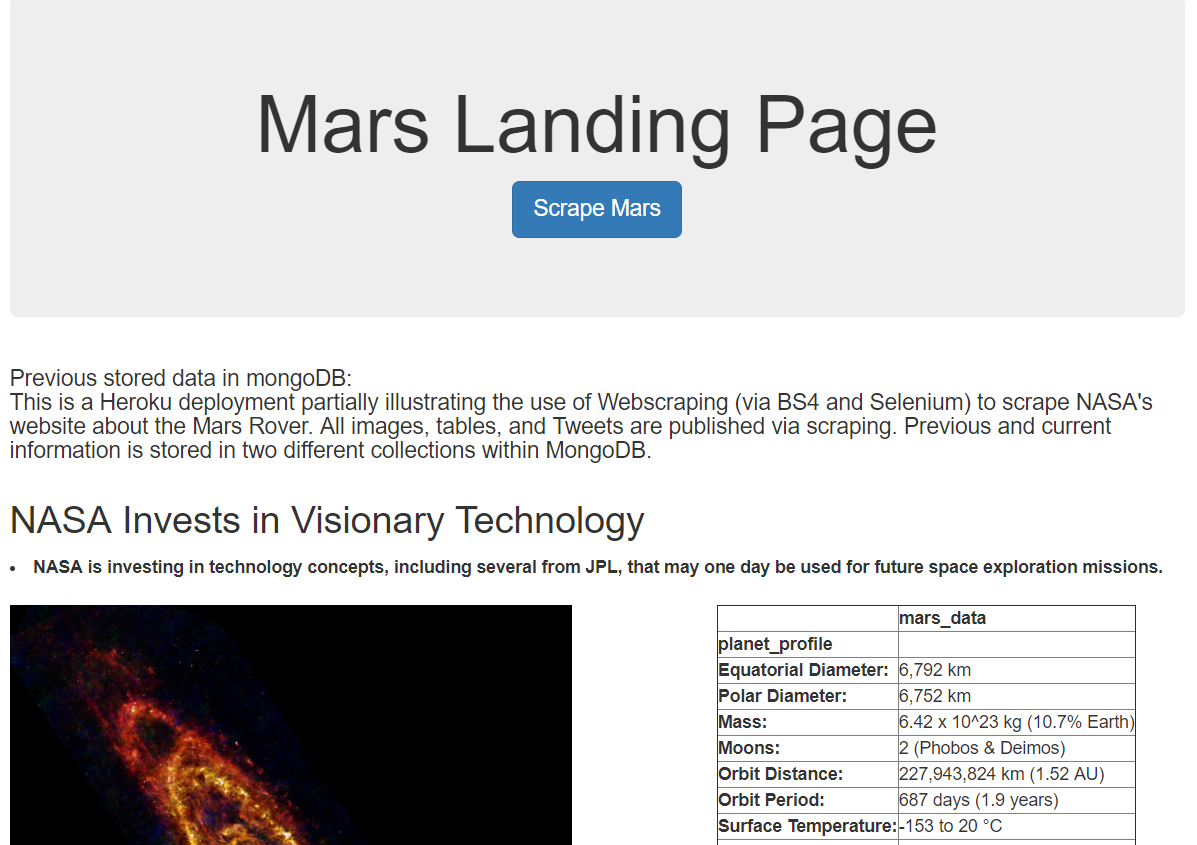 Mars Landing Page
Scrape Mars
Previous stored data in mongoDB:
This is a Heroku deployment partially illustrating the use of Webscraping (via BS4 and Selenium) to scrape NASA's
website about the Mars Rover. All images, tables, and Tweets are published via scraping. Previous and current
information is stored in two different collections within MongoDB.
NASA Invests in Visionary Technology
• NASA is investing in technology concepts, including several from JPL, that may one day be used for future space exploration missions.
mars_data
planet_profile
Equatorial Diameter: 6,792 km
Polar Diameter: 6,752 km
Mass: 6.42 x 10^23 kg (10.7% Earth)
Moons: 2 (Phobos & Deimos)
Orbit Distance: 227,943,824 km (1.52 AU)
Orbit Period: 687 days (1.9 years)
Surface Temperature: -153 to 20 °C